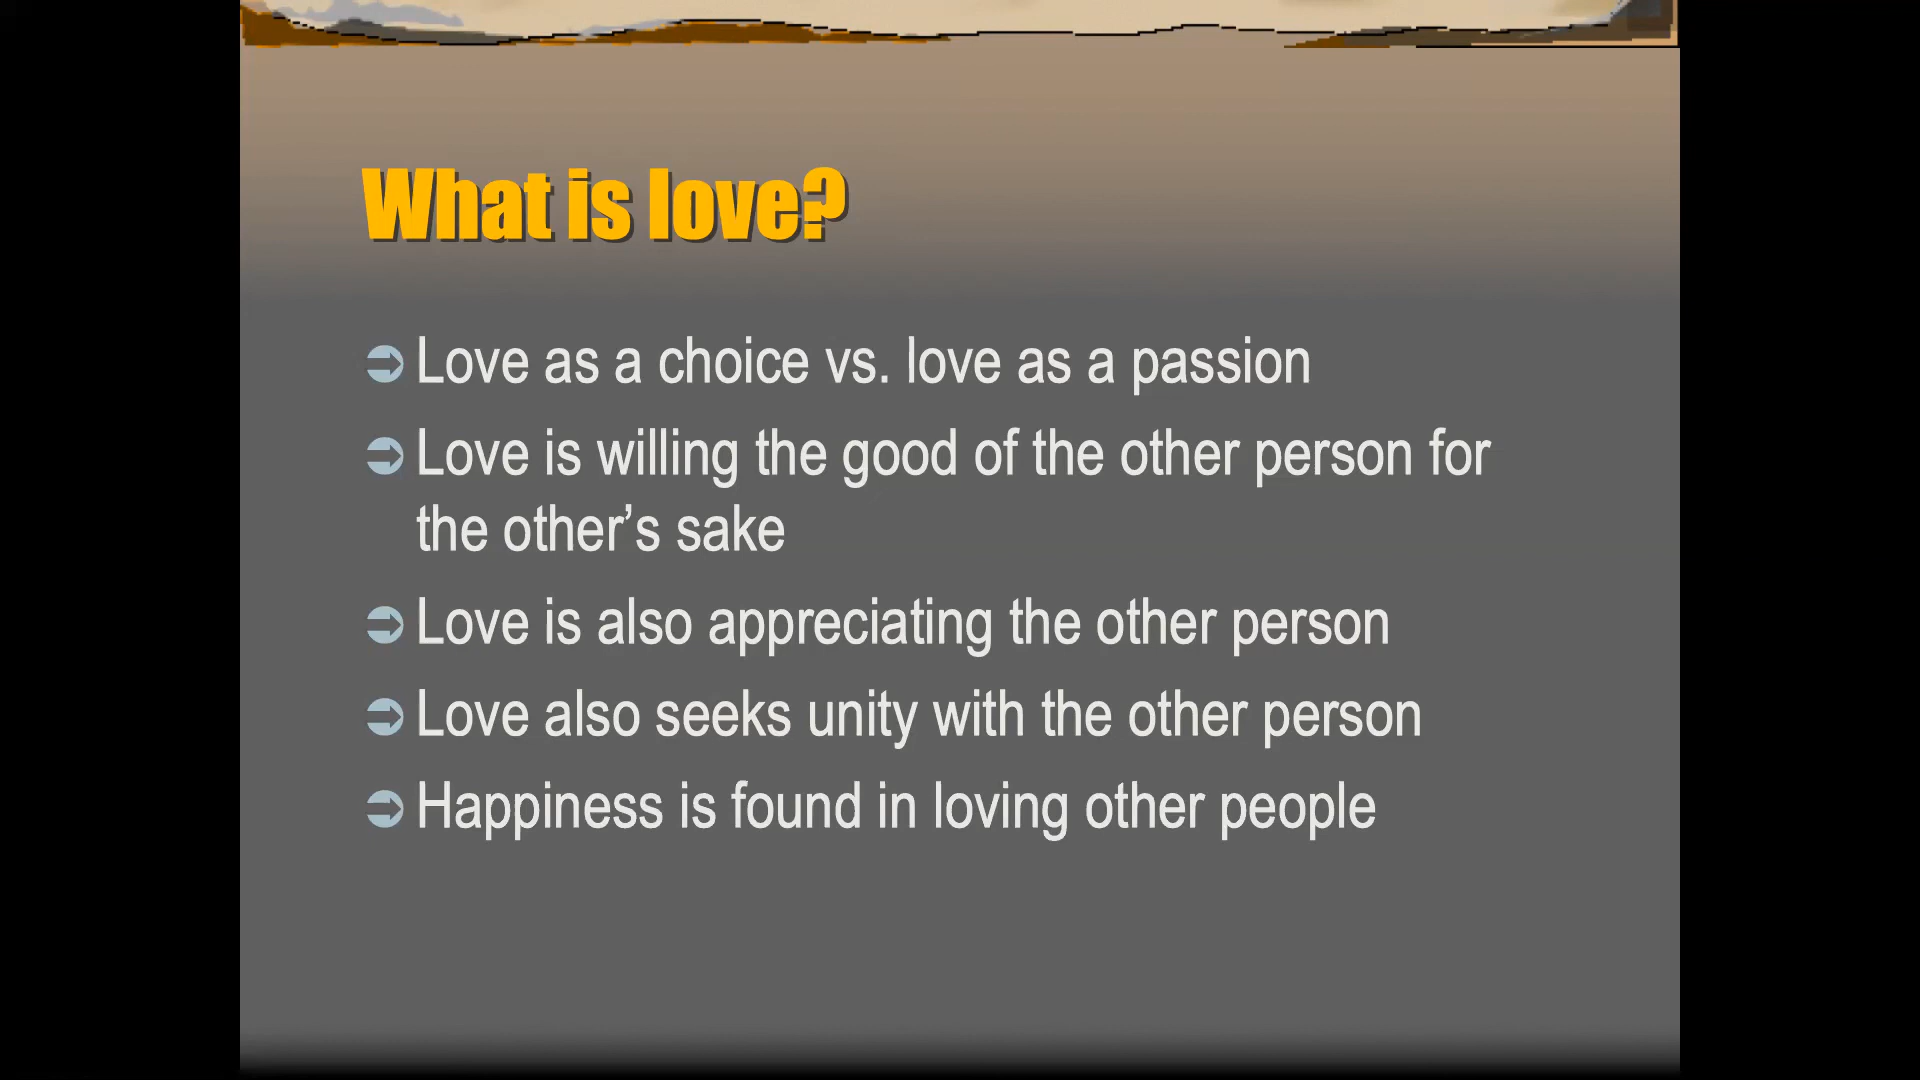 What is love?
Love as a choice vs. love as a passion
Love is willing the good of the other person for
the other’s sake
Love is also appreciating the other person
Love also seeks unity with the other person
Happiness is found in loving other people